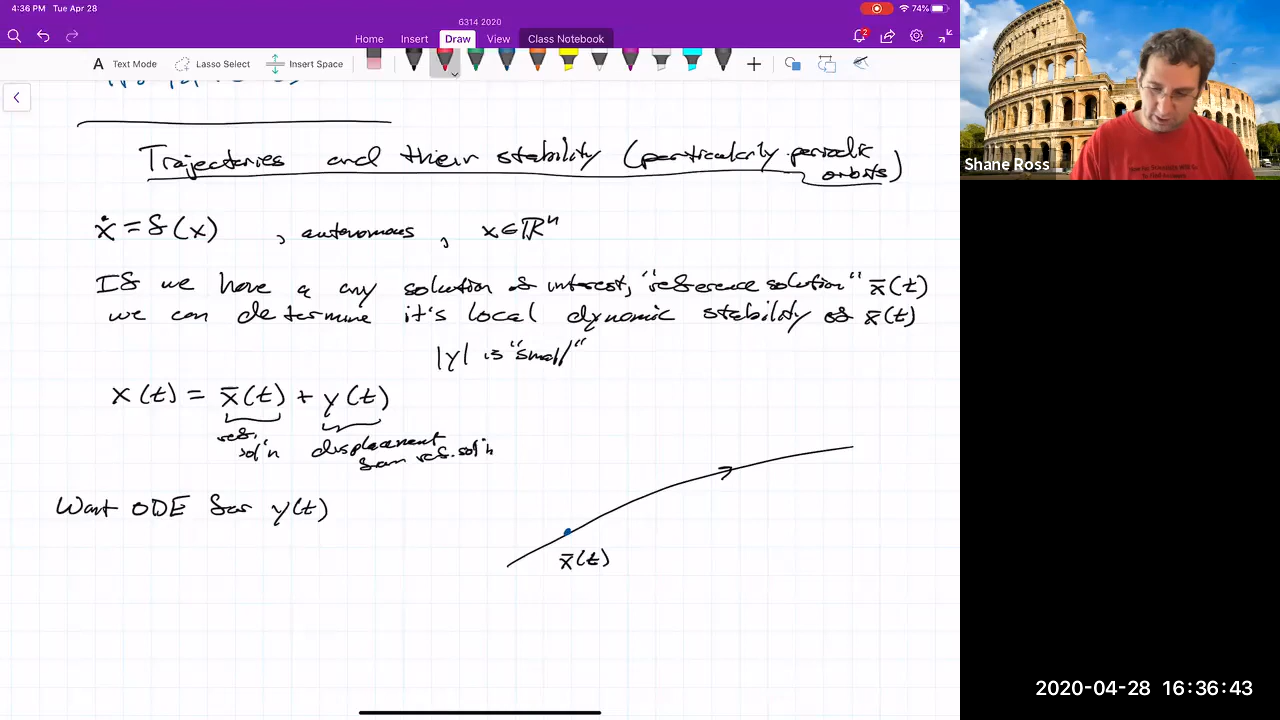 4:36 PM Tue Apr 28
74%
6314 2020
Home Insert Draw View Class Notebook
2
Text Mode Lasso Select Insert Space
Trajectories and their stability (particularily periodic
orbits)
ẋ = f(x) , autonomous , x ∈ ℝⁿ
If we have a any solution of interest, "reference solution" x̄(t)
we can determine it's local dynamic stability of x̄(t)
|y| is "small"
x(t) = x̄(t) + y(t)
ref. sol'n
displacement from ref. sol'n
Want ODE for y(t)
x̄(t)
Shane Ross
2020-04-28 16:36:43